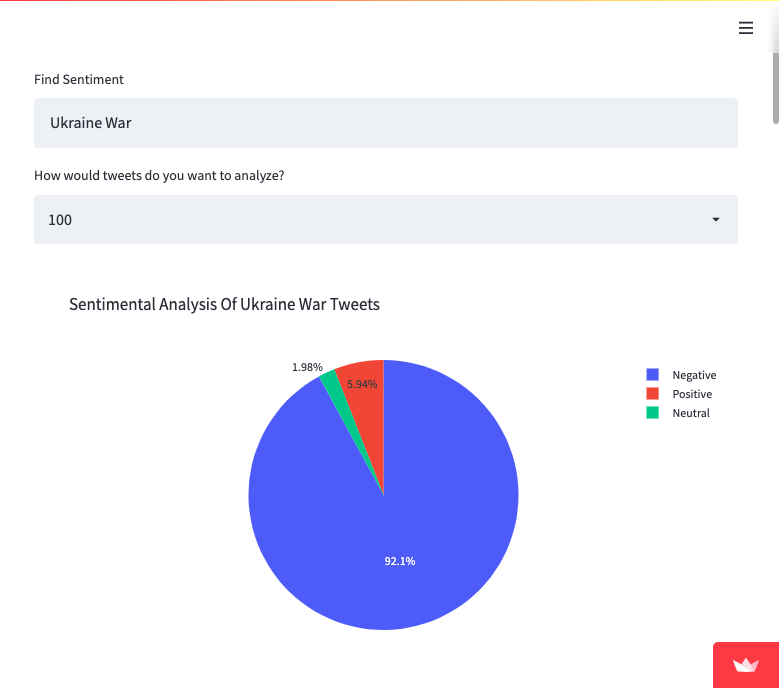 Find Sentiment
Ukraine War
How would tweets do you want to analyze?
100
Sentimental Analysis Of Ukraine War Tweets
1.98%
5.94%
92.1%
Negative
Positive
Neutral